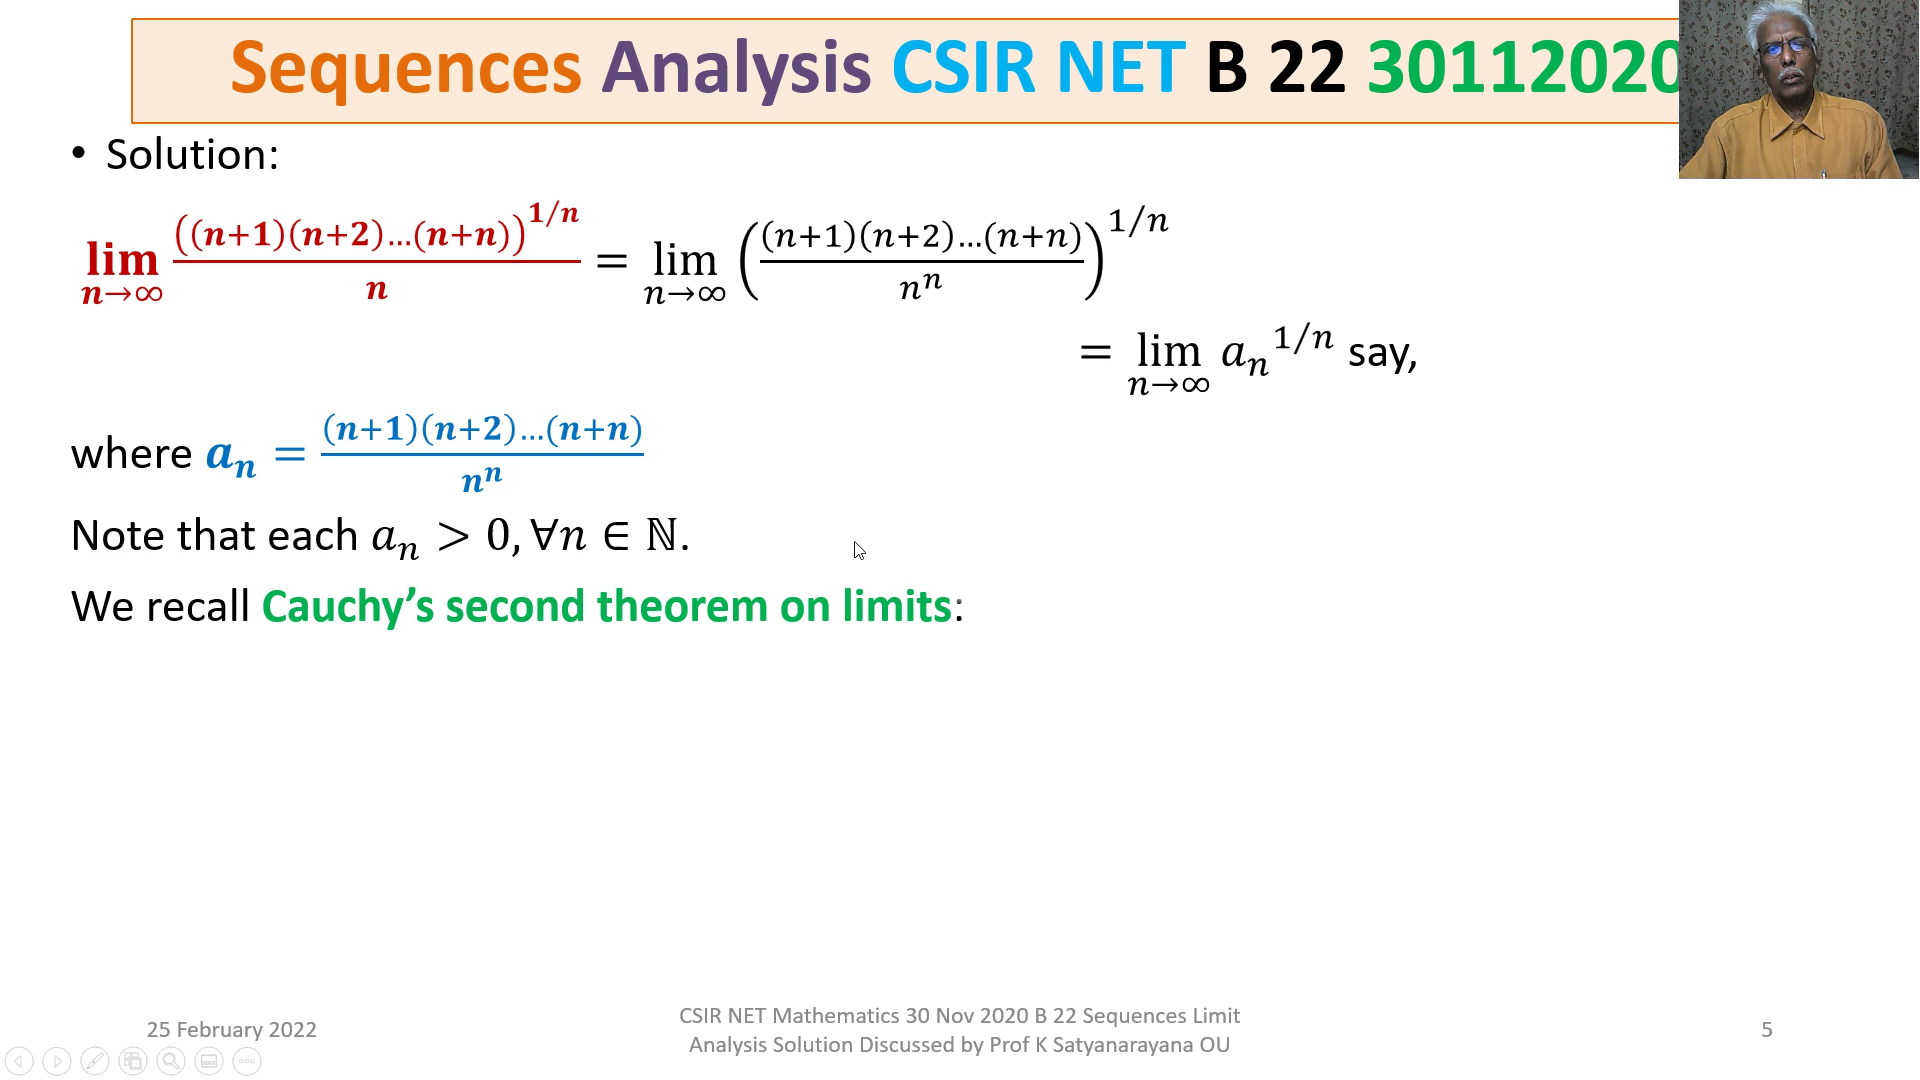 Sequences Analysis CSIR NET B 22 30112020
• Solution:
lim_{n→∞} ((n+1)(n+2)…(n+n))^{1/n} / n = lim_{n→∞} ((n+1)(n+2)…(n+n) / n^n)^{1/n}
= lim_{n→∞} a_n^{1/n} say,
where a_n = (n+1)(n+2)…(n+n) / n^n
Note that each a_n > 0, ∀n ∈ ℕ.
We recall Cauchy’s second theorem on limits:
25 February 2022
CSIR NET Mathematics 30 Nov 2020 B 22 Sequences Limit
Analysis Solution Discussed by Prof K Satyanarayana OU
5